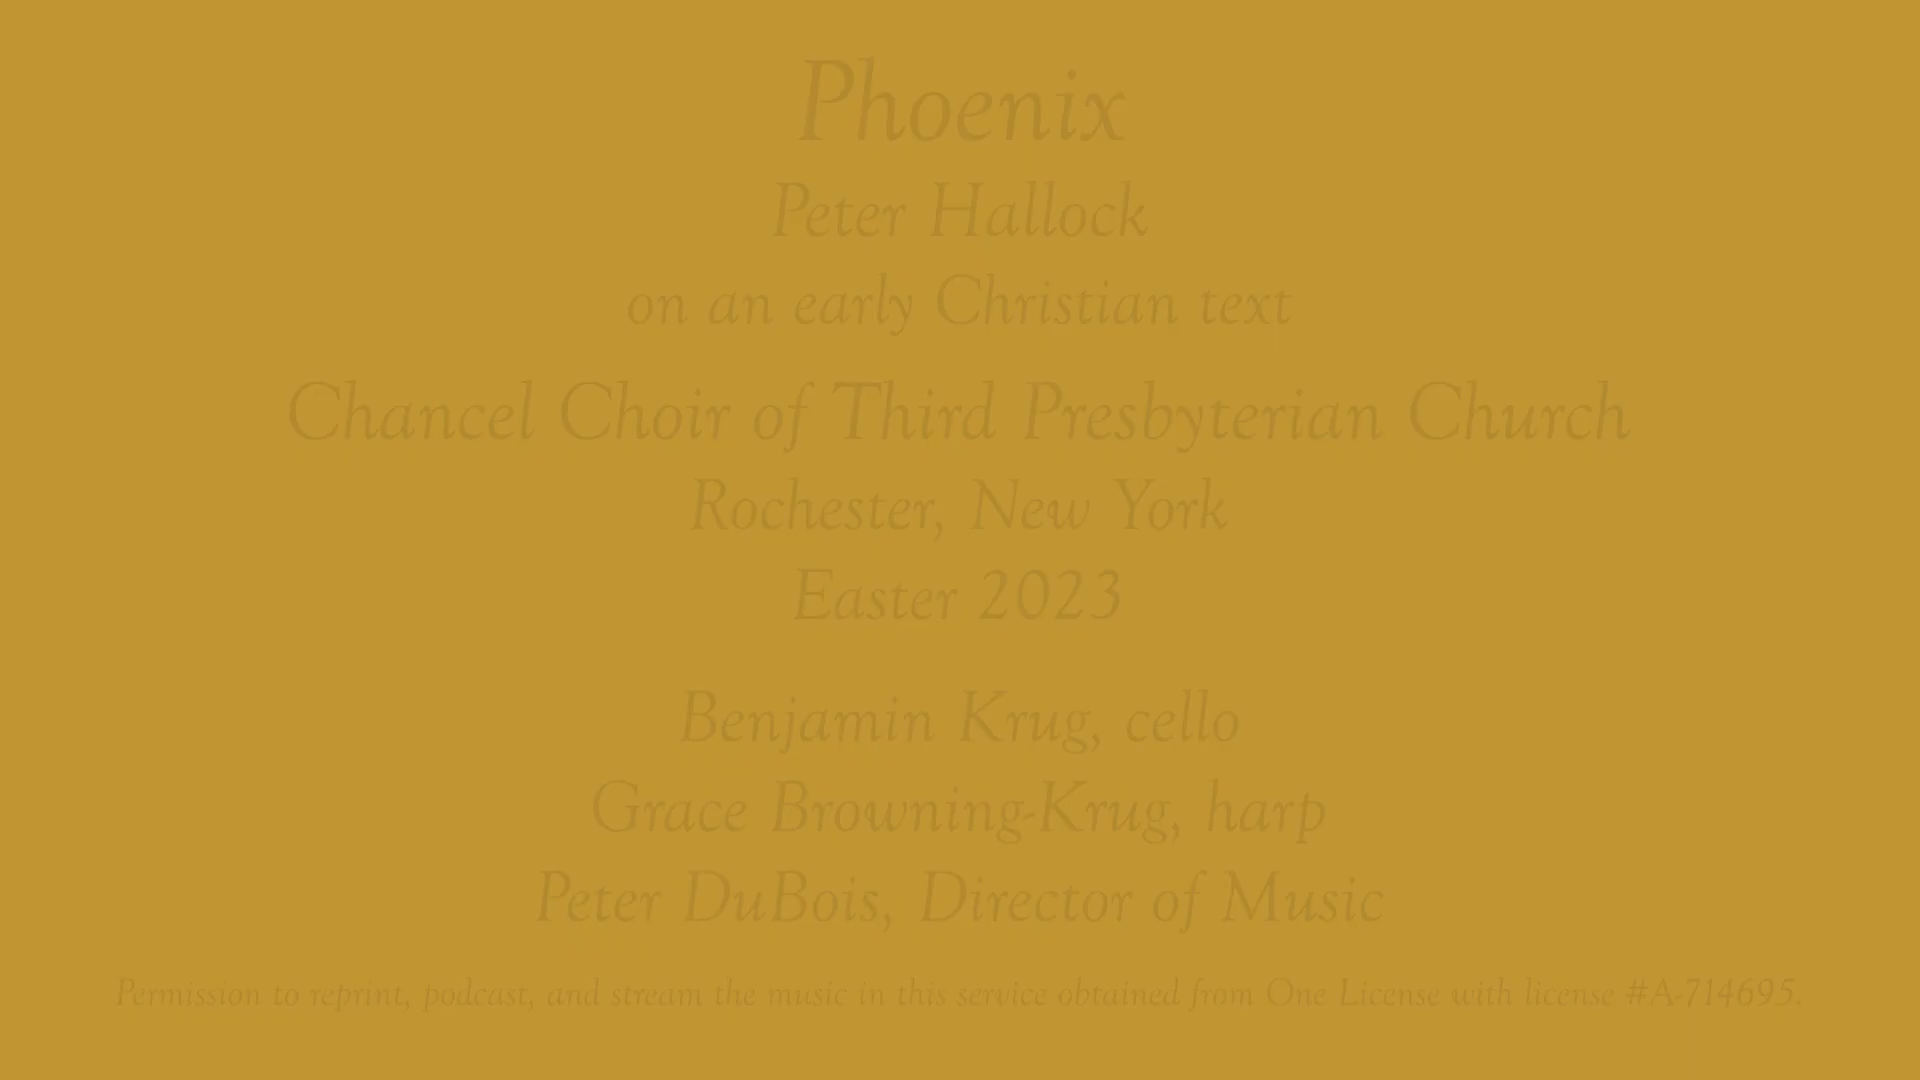 Phoenix
Peter Hallock
on an early Christian text
Chancel Choir of Third Presbyterian Church
Rochester, New York
Easter 2023
Benjamin Krug, cello
Grace Browning-Krug, harp
Peter DuBois, Director of Music
Permission to reprint, podcast, and stream the music in this service obtained from One License with license #A-714695.